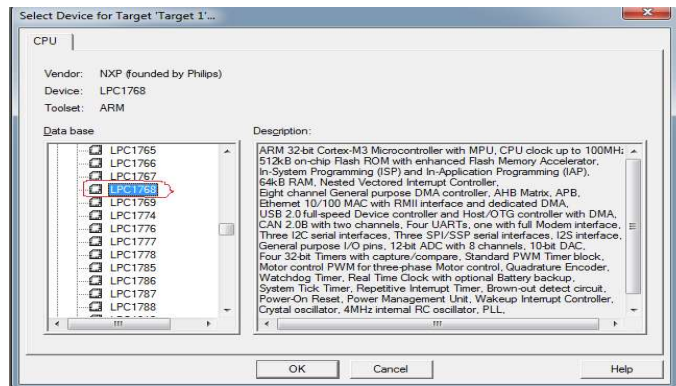 Select Device for Target 'Target 1'...
CPU
Vendor: NXP (founded by Philips)
Device: LPC1768
Toolset: ARM
Data base
LPC1765
LPC1766
LPC1767
LPC1768
LPC1769
LPC1774
LPC1776
LPC1777
LPC1778
LPC1785
LPC1786
LPC1787
LPC1788
Description:
ARM 32-bit Cortex-M3 Microcontroller with MPU, CPU clock up to 100MHz
512kB on-chip Flash ROM with enhanced Flash Memory Accelerator,
In-System Programming (ISP) and In-Application Programming (IAP),
64kB RAM, Nested Vectored Interrupt Controller,
Eight channel General purpose DMA controller, AHB Matrix, APB,
Ethernet 10/100 MAC with RMII interface and dedicated DMA,
USB 2.0 full-speed Device controller and Host/OTG controller with DMA,
CAN 2.0B with two channels, Four UARTs, one with full Modem interface,
Three I2C serial interfaces, Three SPI/SSP serial interfaces, I2S interface,
General purpose I/O pins, 12-bit ADC with 8 channels, 10-bit DAC,
Four 32-bit Timers with capture/compare, Standard PWM Timer block,
Motor control PWM for three-phase Motor control, Quadrature Encoder,
Watchdog Timer, Real Time Clock with optional Battery backup,
System Tick Timer, Repetitive Interrupt Timer, Brown-out detect circuit,
Power-On Reset, Power Management Unit, Wakeup Interrupt Controller,
Crystal oscillator, 4MHz internal RC oscillator, PLL,
OK Cancel Help